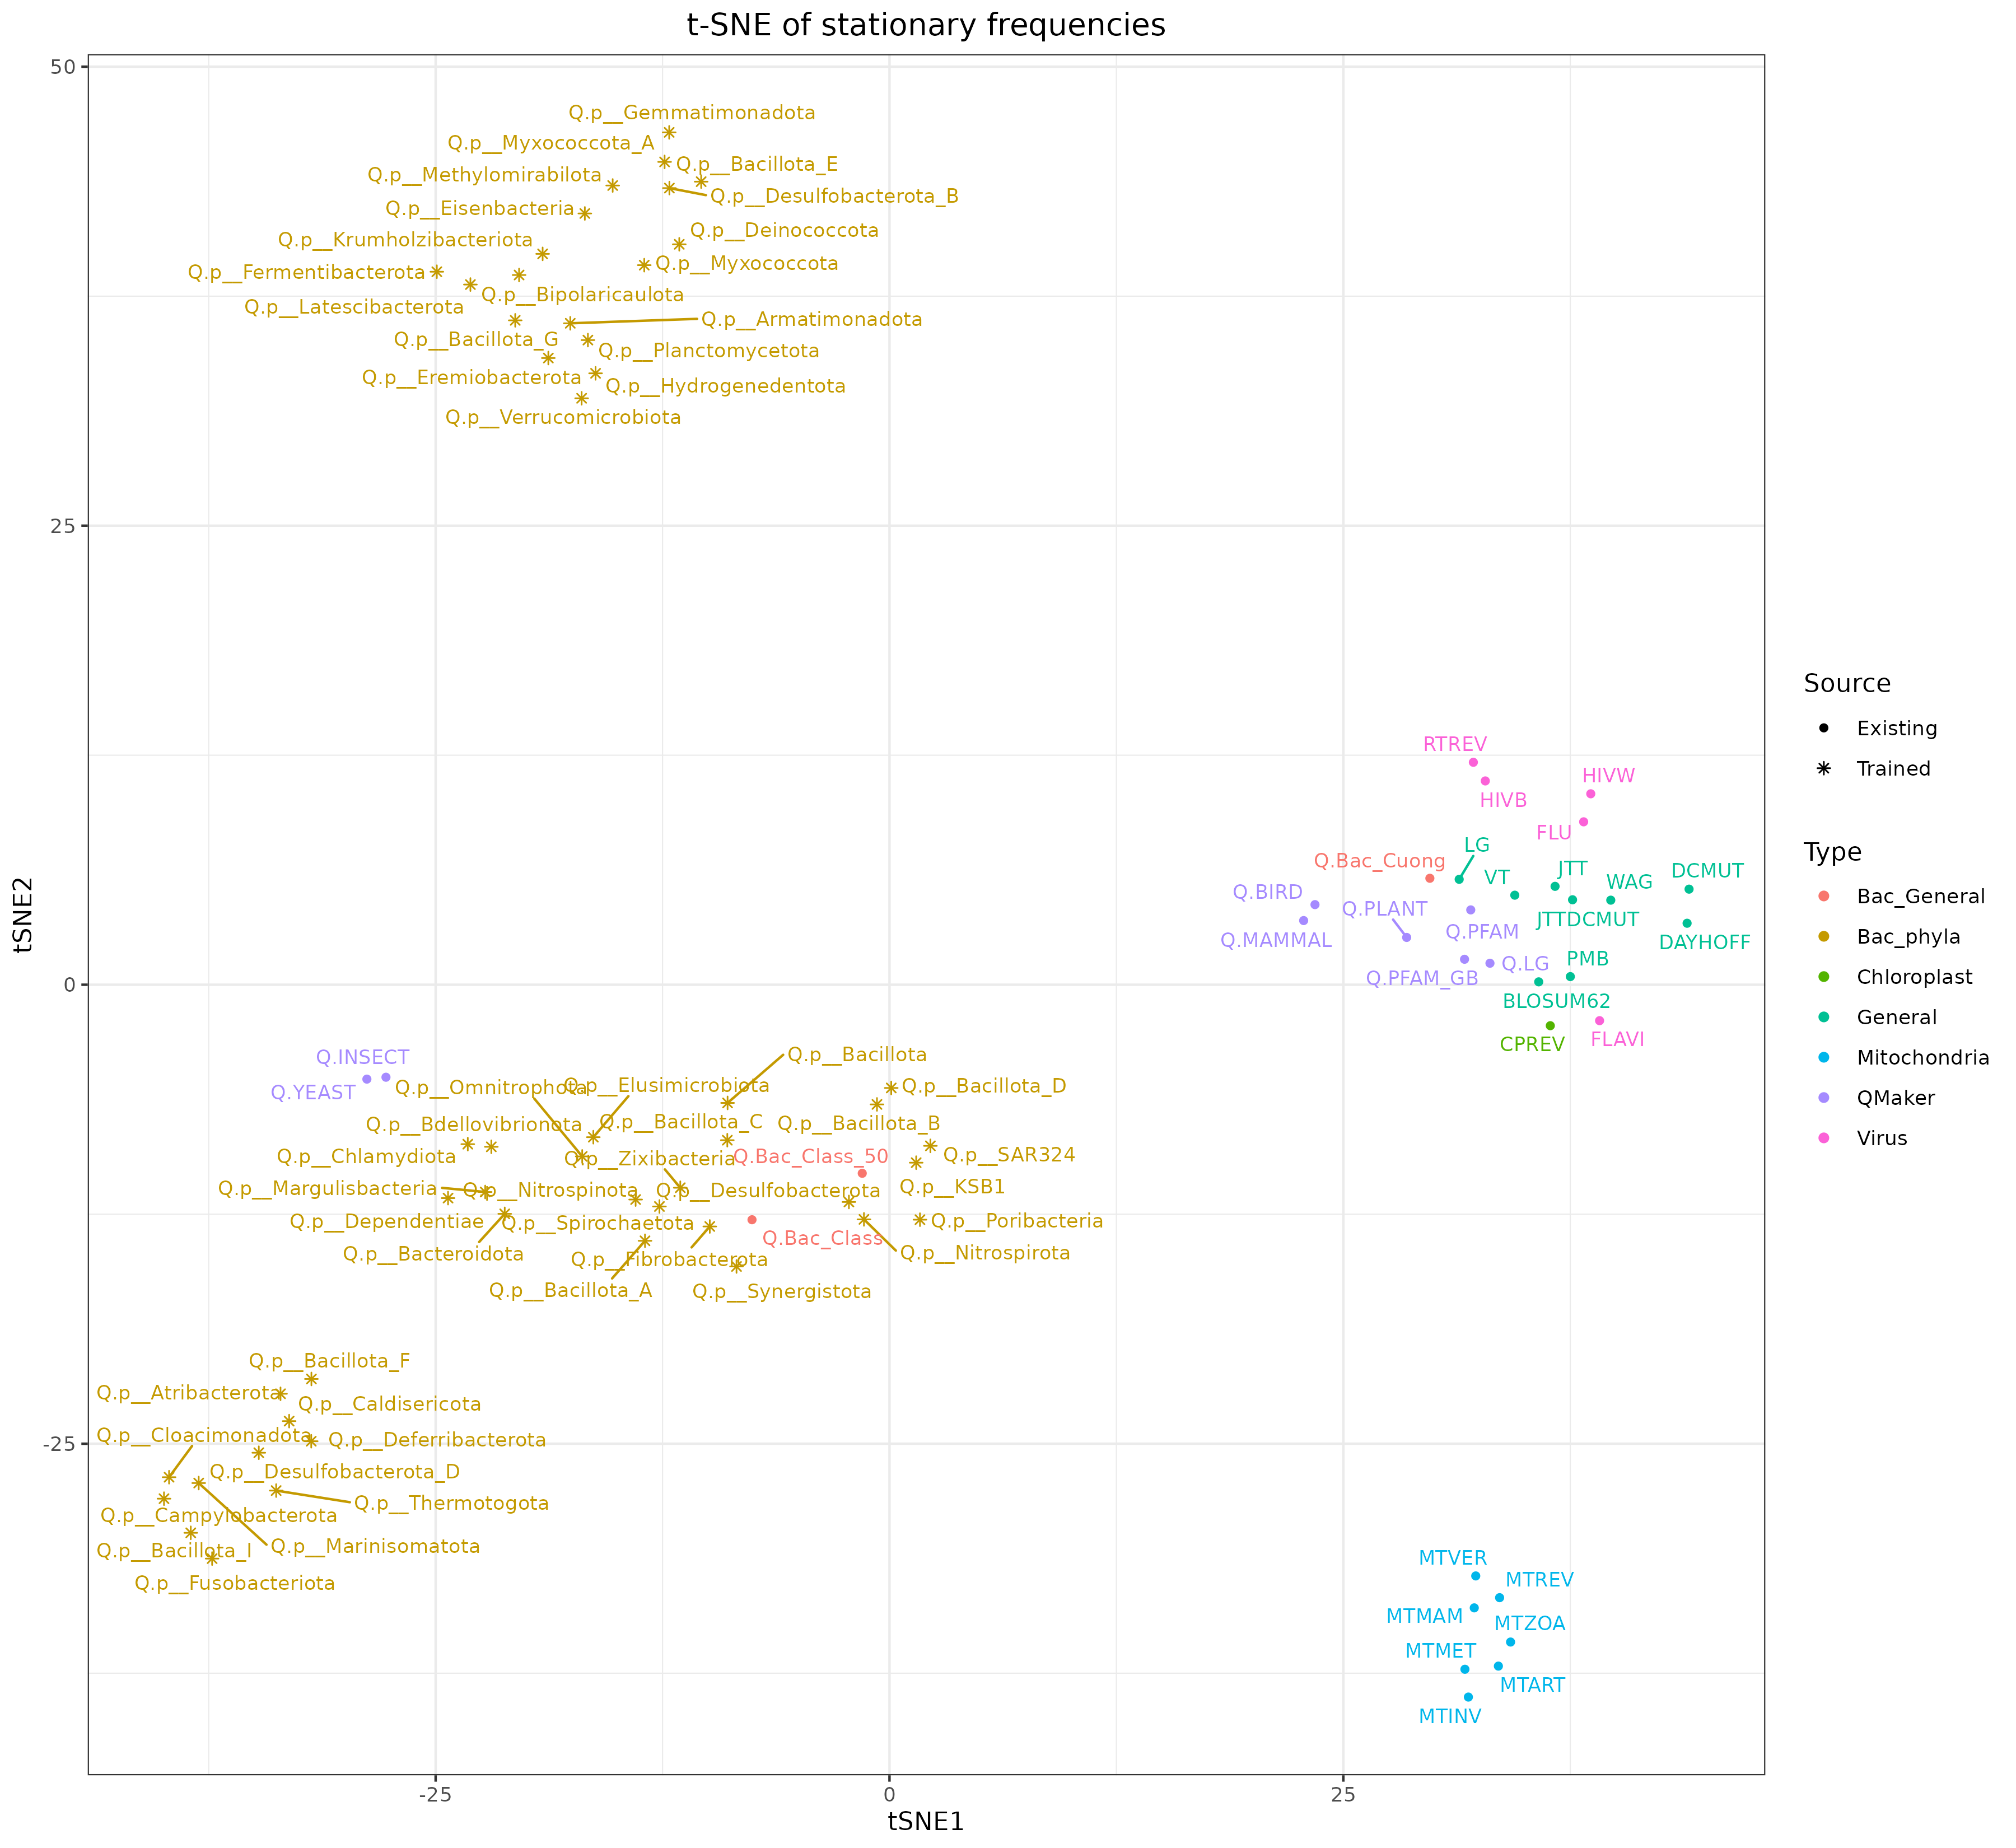 t-SNE of stationary frequencies
50
25
0
-25
tSNE2
Q.p__Gemmatimonadota
Q.p__Myxococcota_A
Q.p__Bacillota_E
Q.p__Methylomirabilota
Q.p__Desulfobacterota_B
Q.p__Eisenbacteria
Q.p__Deinococcota
Q.p__Krumholzibacteriota
Q.p__Myxococcota
Q.p__Fermentibacterota
Q.p__Bipolaricaulota
Q.p__Latescibacterota
Q.p__Armatimonadota
Q.p__Bacillota_G
Q.p__Planctomycetota
Q.p__Eremiobacterota
Q.p__Hydrogenedentota
Q.p__Verrucomicrobiota
RTREV
HIVW
HIVB
FLU
LG
Q.Bac_Cuong
JTT
DCMUT
VT
WAG
Q.BIRD
Q.PLANT
JTTDCMUT
Q.PFAM
Q.MAMMAL
DAYHOFF
PMB
Q.LG
Q.PFAM_GB
BLOSUM62
FLAVI
CPREV
Q.INSECT
Q.YEAST
Q.p__Bacillota
Q.p__Omnitrophota
Q.p__Elusimicrobiota
Q.p__Bacillota_D
Q.p__Bdellovibrionota
Q.p__Bacillota_C
Q.p__Bacillota_B
Q.p__Chlamydiota
Q.p__Zixibacteria
Q.Bac_Class_50
Q.p__SAR324
Q.p__Margulisbacteria
Q.p__Nitrospinota
Q.p__Desulfobacterota
Q.p__KSB1
Q.p__Dependentiae
Q.p__Spirochaetota
Q.p__Poribacteria
Q.Bac_Class
Q.p__Bacteroidota
Q.p__Fibrobacterota
Q.p__Nitrospirota
Q.p__Bacillota_A
Q.p__Synergistota
Q.p__Bacillota_F
Q.p__Atribacterota
Q.p__Caldisericota
Q.p__Cloacimonadota
Q.p__Deferribacterota
Q.p__Desulfobacterota_D
Q.p__Thermotogota
Q.p__Campylobacterota
Q.p__Marinisomatota
Q.p__Bacillota_I
Q.p__Fusobacteriota
MTVER
MTREV
MTMAM
MTZOA
MTMET
MTART
MTINV
-25
0
25
tSNE1
Source
Existing
Trained
Type
Bac_General
Bac_phyla
Chloroplast
General
Mitochondria
QMaker
Virus